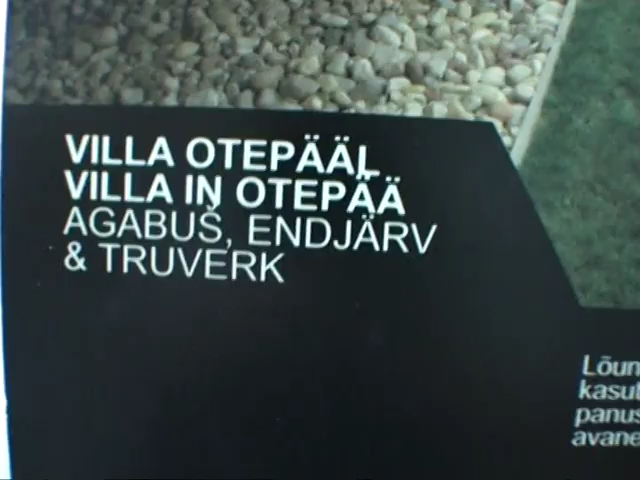 VILLA OTEPÄÄL
VILLA IN OTEPÄÄ
AGABUŠ, ENDJÄRV
& TRUVERK
Lõun
kasut
panus
avane